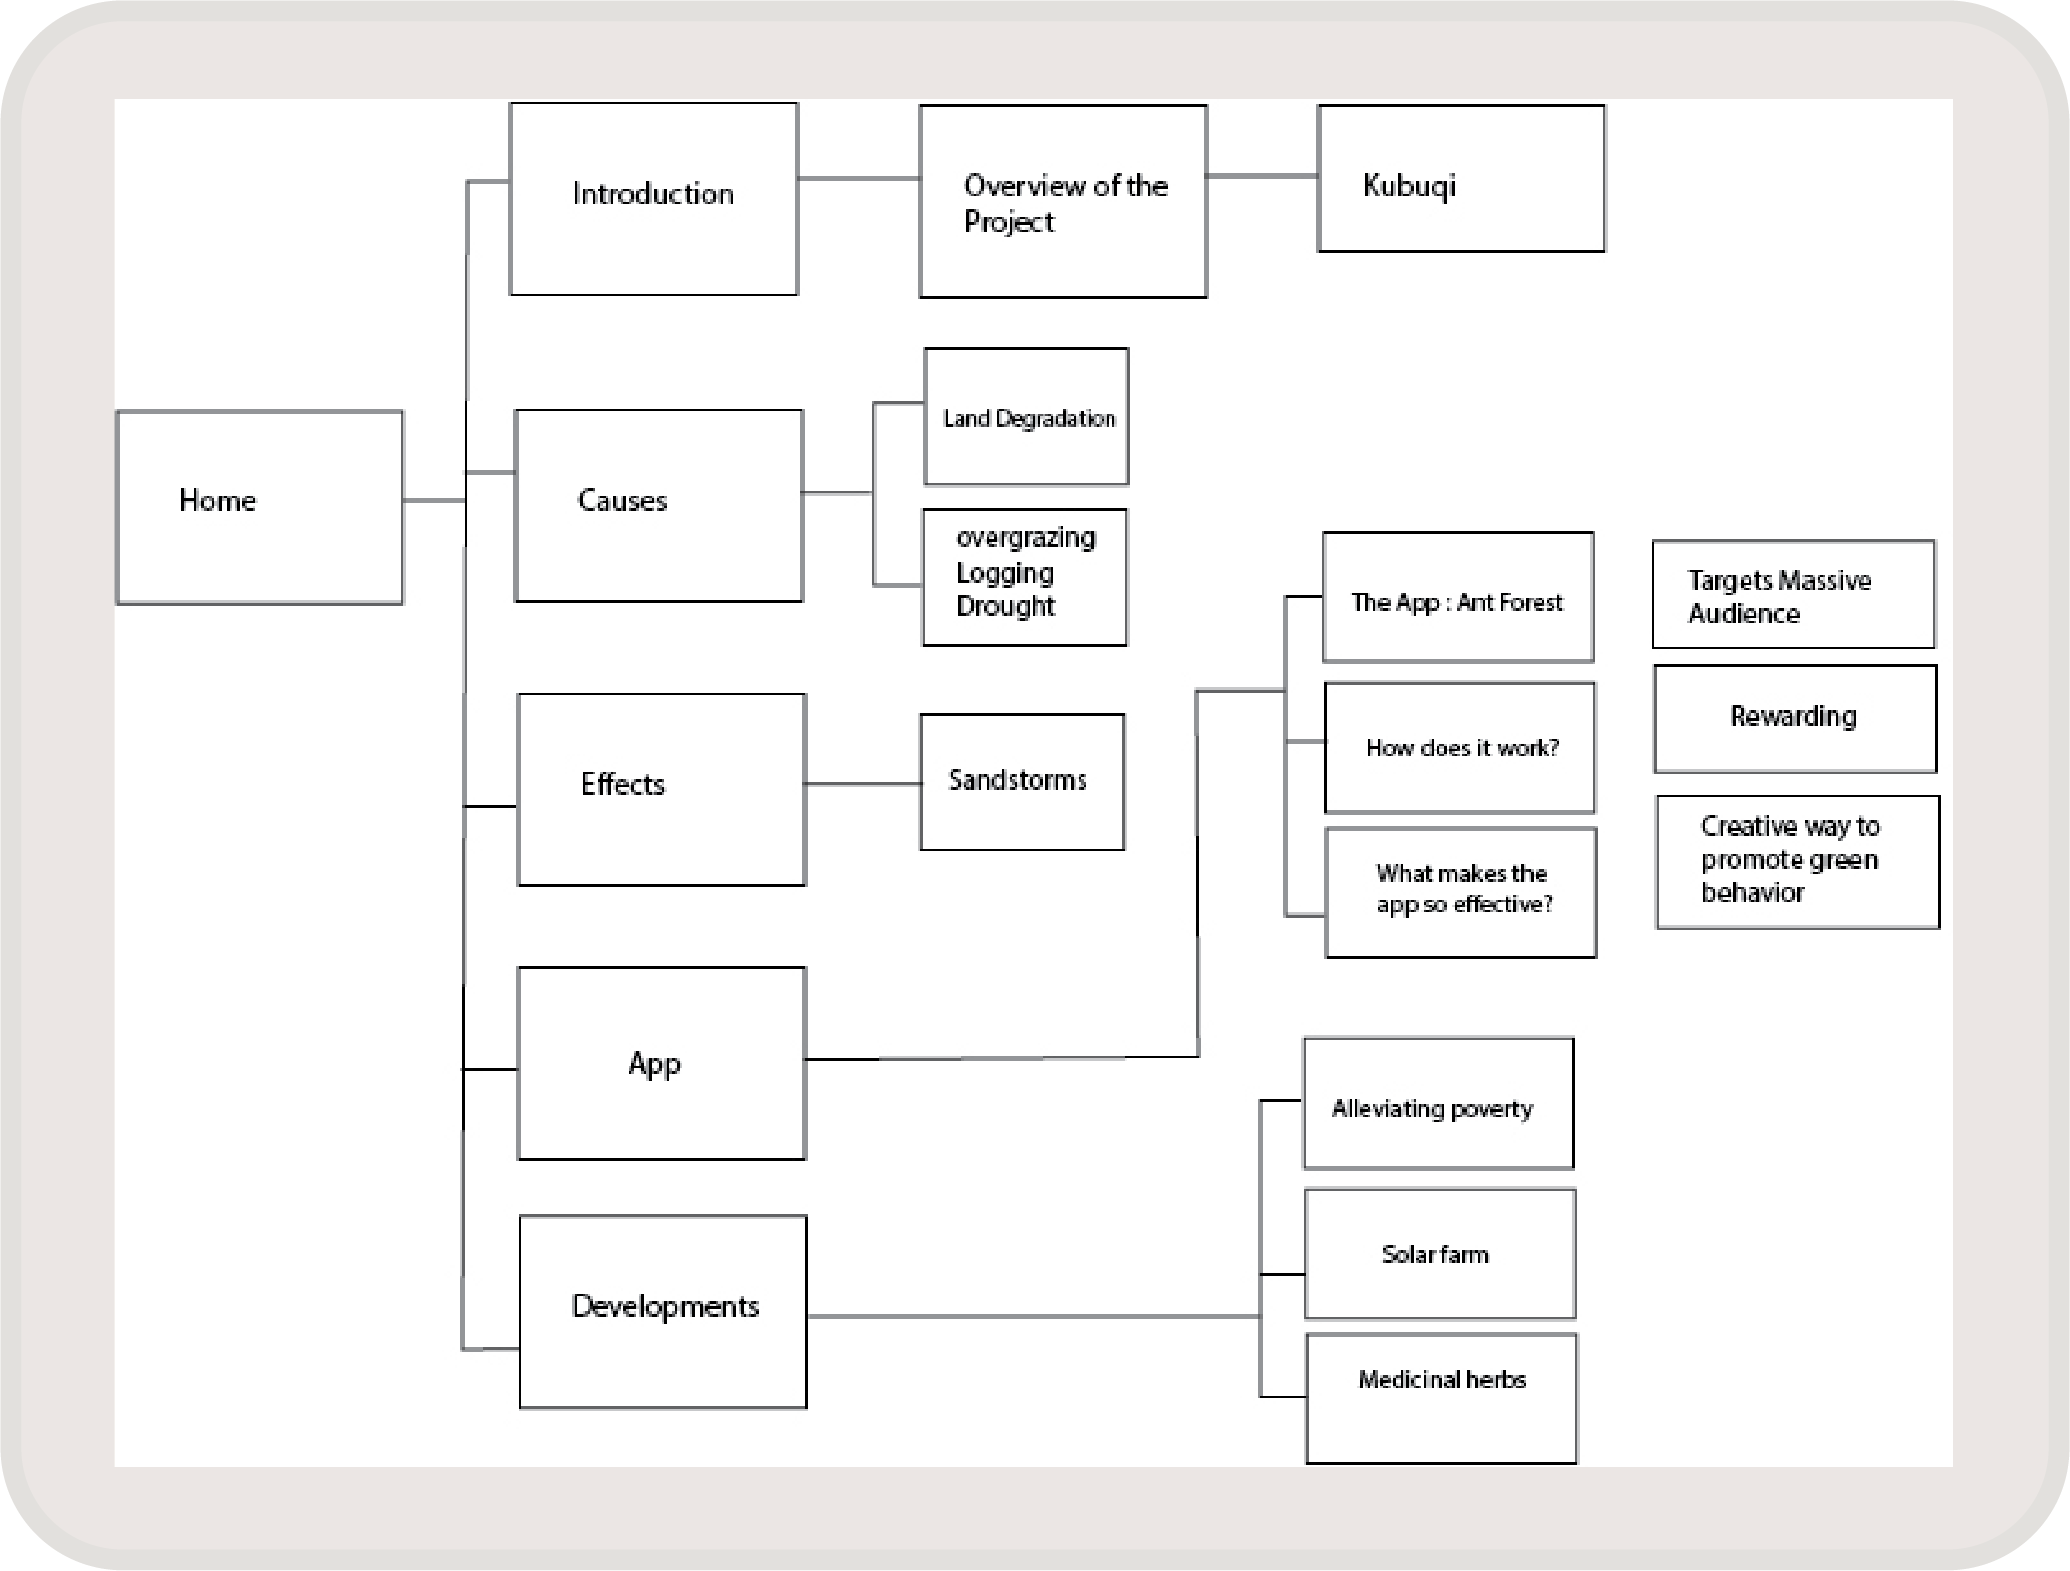 Introduction
Overview of the
Project
Kubuqi
Home
Causes
Land Degradation
overgrazing
Logging
Drought
Effects
Sandstorms
App
The App : Ant Forest
How does it work?
What makes the
app so effective?
Targets Massive
Audience
Rewarding
Creative way to
promote green
behavior
Developments
Alleviating poverty
Solar farm
Medicinal herbs